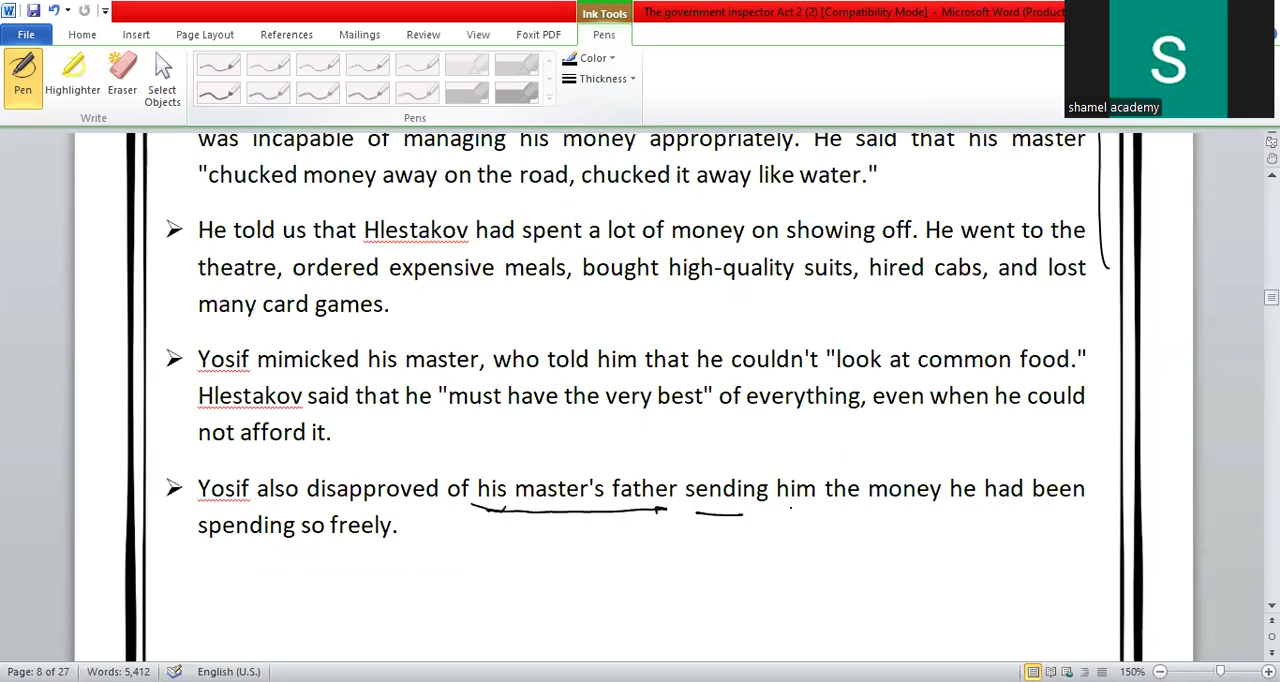 Ink Tools
The government inspector Act 2 (2) [Compatibility Mode] - Microsoft Word (Product
File Home Insert Page Layout References Mailings Review View Foxit PDF Pens
Pen Highlighter Eraser Select Objects
Color
Thickness
Write
Pens
S
shamel academy
was incapable of managing his money appropriately. He said that his master
"chucked money away on the road, chucked it away like water."
➢ He told us that Hlestakov had spent a lot of money on showing off. He went to the
theatre, ordered expensive meals, bought high-quality suits, hired cabs, and lost
many card games.
➢ Yosif mimicked his master, who told him that he couldn't "look at common food."
Hlestakov said that he "must have the very best" of everything, even when he could
not afford it.
➢ Yosif also disapproved of his master's father sending him the money he had been
spending so freely.
Page: 8 of 27 Words: 5,412 English (U.S.) 150%